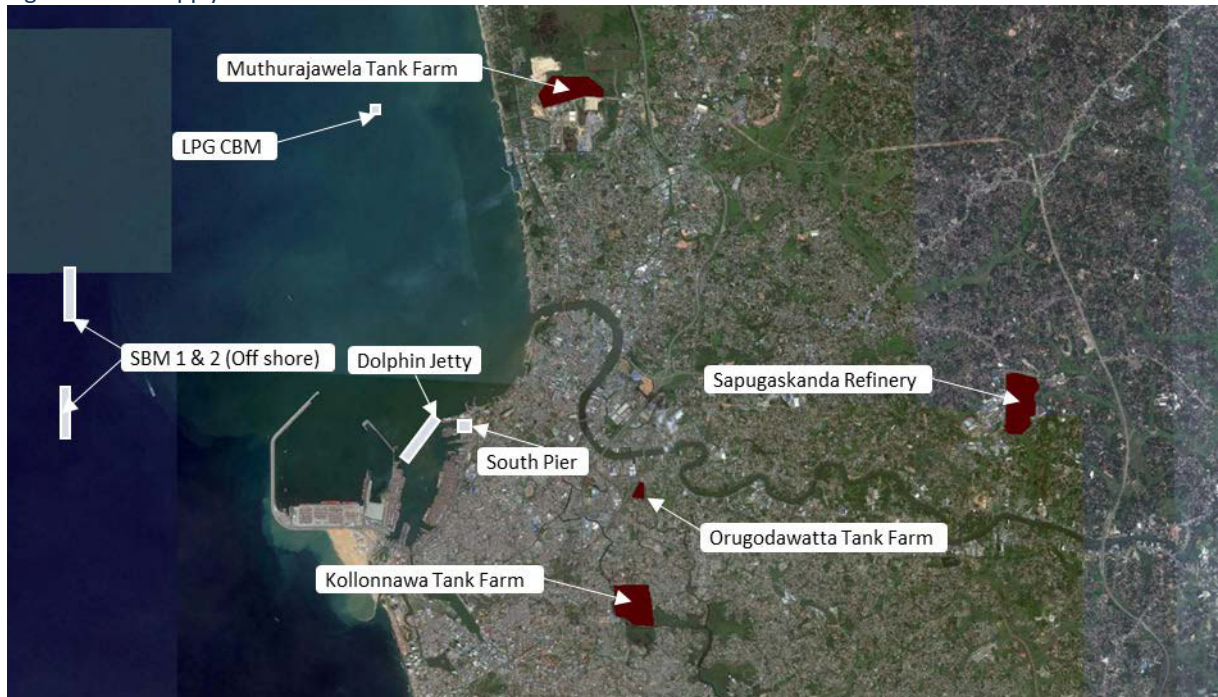 Muthurajawela Tank Farm
LPG CBM
SBM 1 & 2 (Off shore)
Dolphin Jetty
Sapugaskanda Refinery
South Pier
Orugodawatta Tank Farm
Kollonnawa Tank Farm